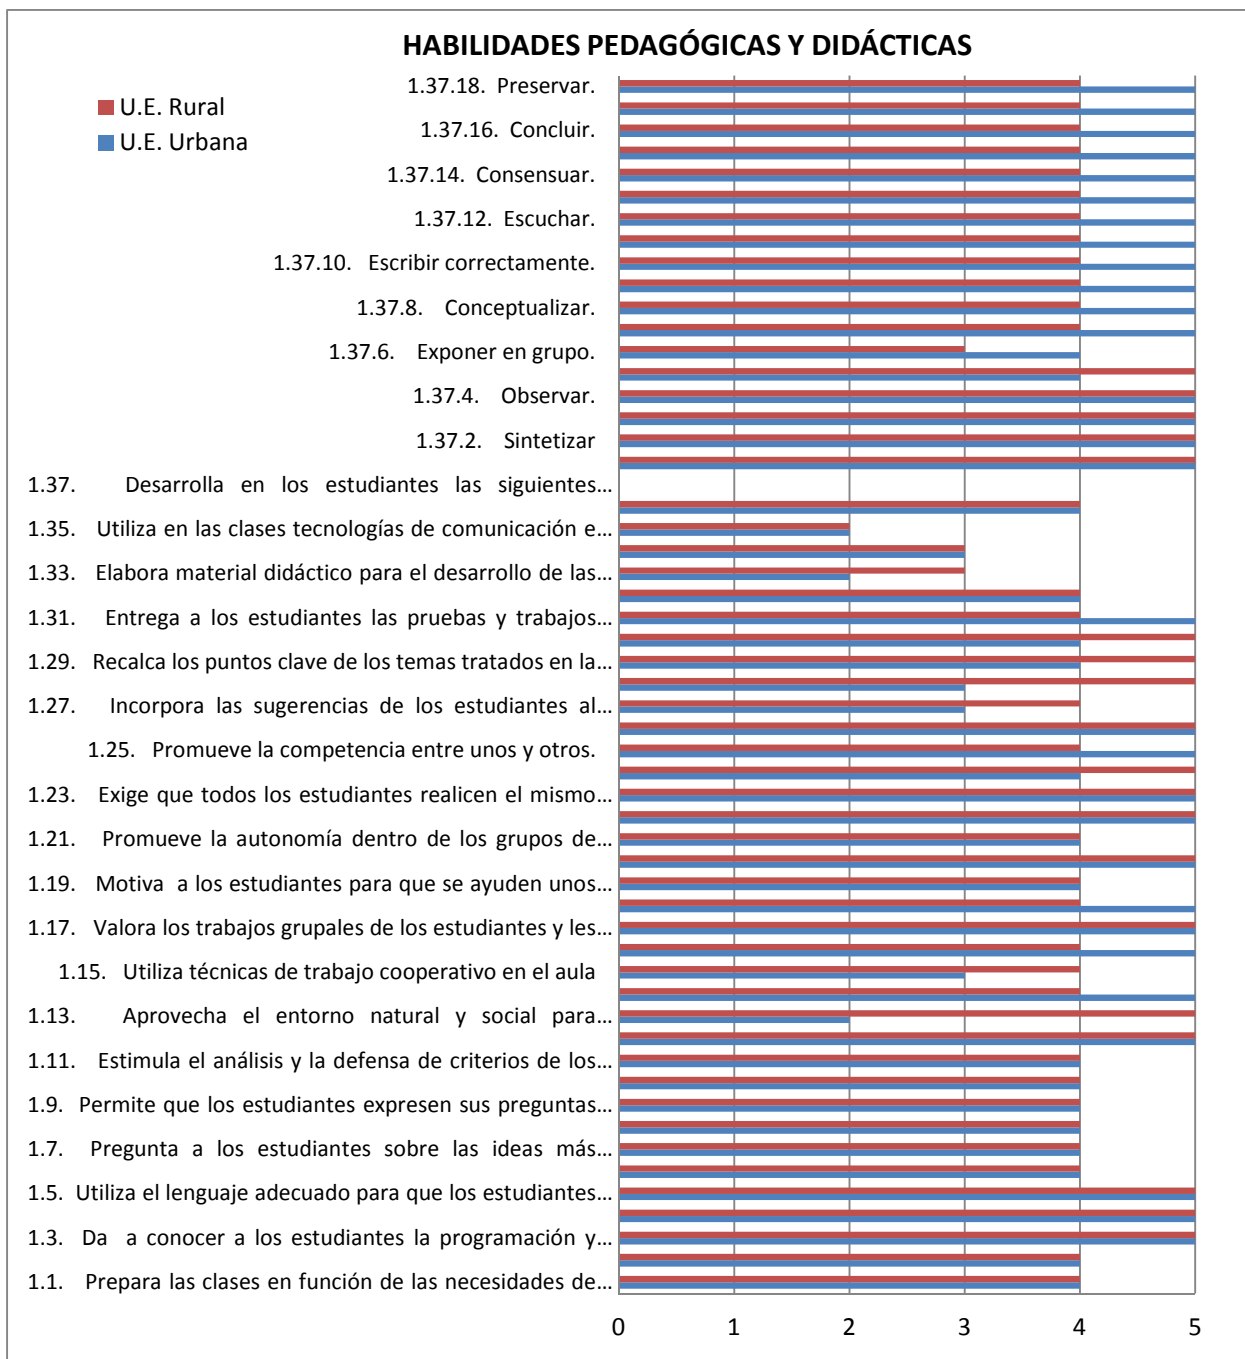 HABILIDADES PEDAGÓGICAS Y DIDÁCTICAS
U.E. Rural
U.E. Urbana
1.37.18. Preservar.
1.37.16. Concluir.
1.37.14. Consensuar.
1.37.12. Escuchar.
1.37.10. Escribir correctamente.
1.37.8. Conceptualizar.
1.37.6. Exponer en grupo.
1.37.4. Observar.
1.37.2. Sintetizar
1.37. Desarrolla en los estudiantes las siguientes…
1.35. Utiliza en las clases tecnologías de comunicación e…
1.33. Elabora material didáctico para el desarrollo de las…
1.31. Entrega a los estudiantes las pruebas y trabajos…
1.29. Recalca los puntos clave de los temas tratados en la…
1.27. Incorpora las sugerencias de los estudiantes al…
1.25. Promueve la competencia entre unos y otros.
1.23. Exige que todos los estudiantes realicen el mismo…
1.21. Promueve la autonomía dentro de los grupos de…
1.19. Motiva a los estudiantes para que se ayuden unos…
1.17. Valora los trabajos grupales de los estudiantes y les…
1.15. Utiliza técnicas de trabajo cooperativo en el aula
1.13. Aprovecha el entorno natural y social para…
1.11. Estimula el análisis y la defensa de criterios de los…
1.9. Permite que los estudiantes expresen sus preguntas…
1.7. Pregunta a los estudiantes sobre las ideas más…
1.5. Utiliza el lenguaje adecuado para que los estudiantes…
1.3. Da a conocer a los estudiantes la programación y…
1.1. Prepara las clases en función de las necesidades de…
0 1 2 3 4 5